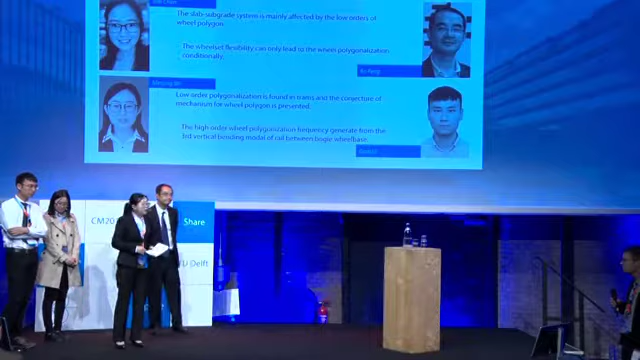 The slab-subgrade system is mainly affected by the low orders of
wheel polygon.
The wheelset flexibility can only lead to the wheel polygonalization
conditionally.
Low order polygonalization is found in trams and the conjecture of
mechanism for wheel polygon is presented.
The high order wheel polygonization frequency generate from the
3rd vertical bending modal of rail between bogie wheelbase.
Share